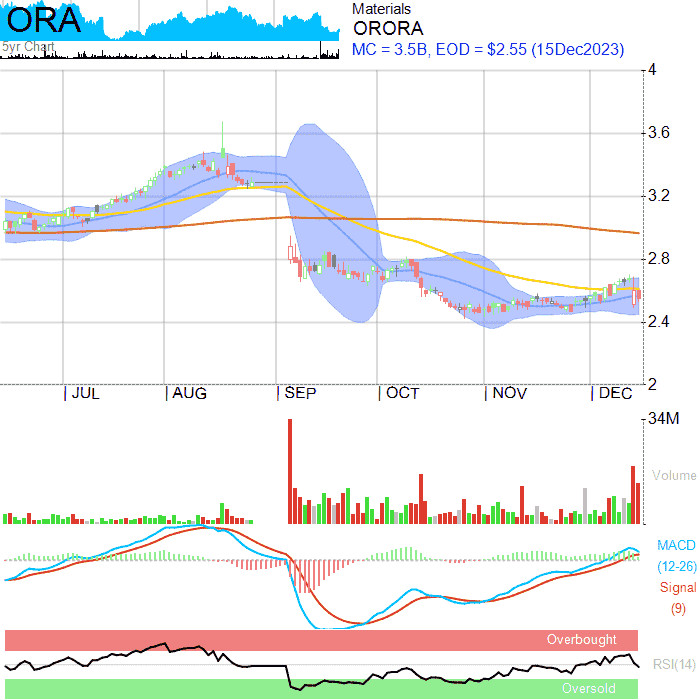 ORA
5yr Chart
Materials
ORORA
MC = 3.5B, EOD = $2.55 (15Dec2023)
4
3.6
3.2
2.8
2.4
2
JUL AUG SEP OCT NOV DEC
34M
Volume
MACD
(12-26)
Signal
(9)
Overbought
RSI(14)
Oversold